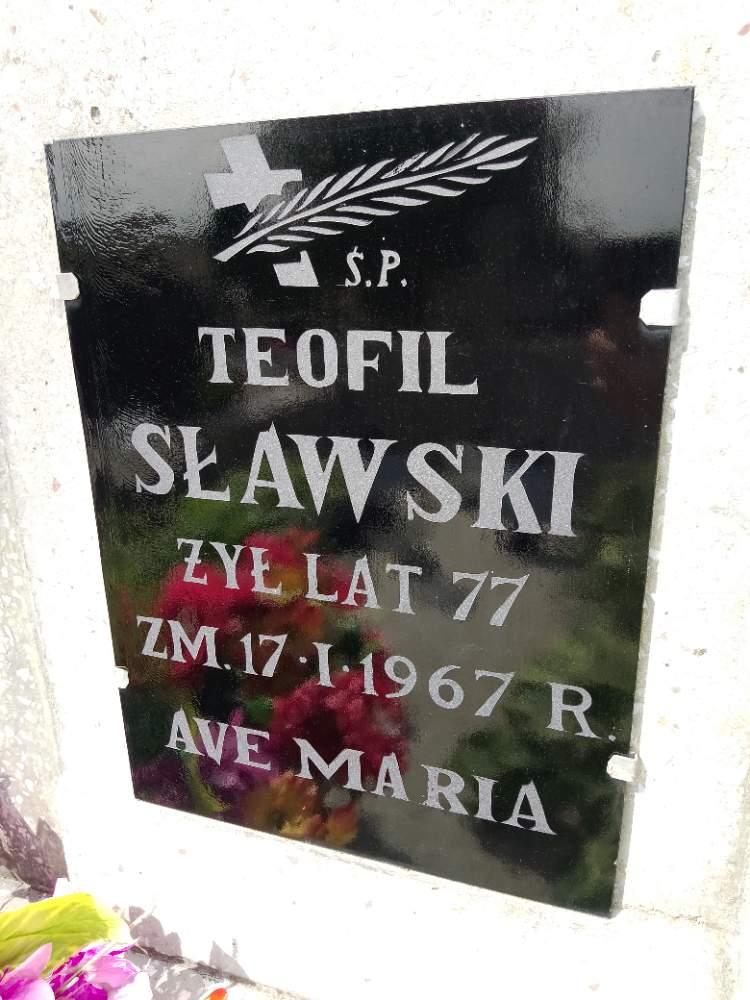 Ś.P.
TEOFIL
SŁAWSKI
ŻYŁ LAT 77
ZM. 17·I·1967 R.
AVE MARIA